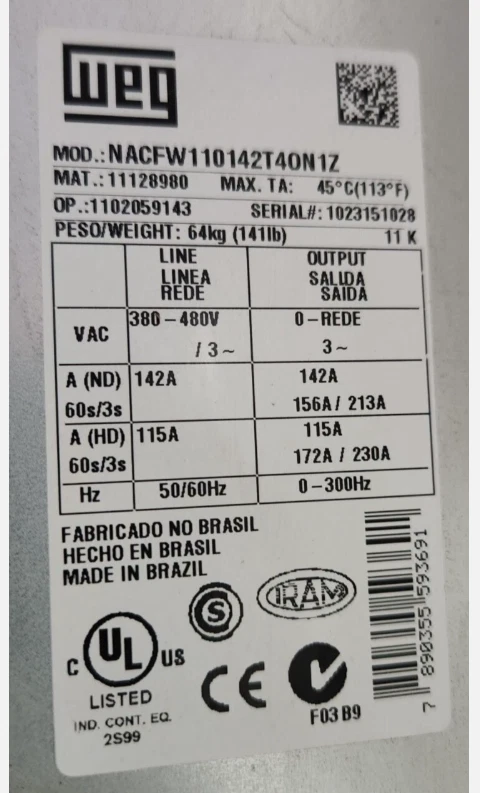 weg
MOD.: NACFW110142T4ON1Z
MAT.: 11128980 MAX. TA: 45°C(113°F)
OP.:1102059143 SERIAL#: 1023151028
PESO/WEIGHT: 64kg (141lb) 11 K
LINE OUTPUT
LINEA SALIDA
REDE SAIDA
VAC 380-480V / 3~ 0-REDE 3~
A (ND) 142A 142A
60s/3s 156A / 213A
A (HD) 115A 115A
60s/3s 172A / 230A
Hz 50/60Hz 0-300Hz
FABRICADO NO BRASIL
HECHO EN BRASIL
MADE IN BRAZIL
S IRAM
C UL US
LISTED
IND. CONT. EQ.
2S99
CE
F03 B9
7 890355 593691